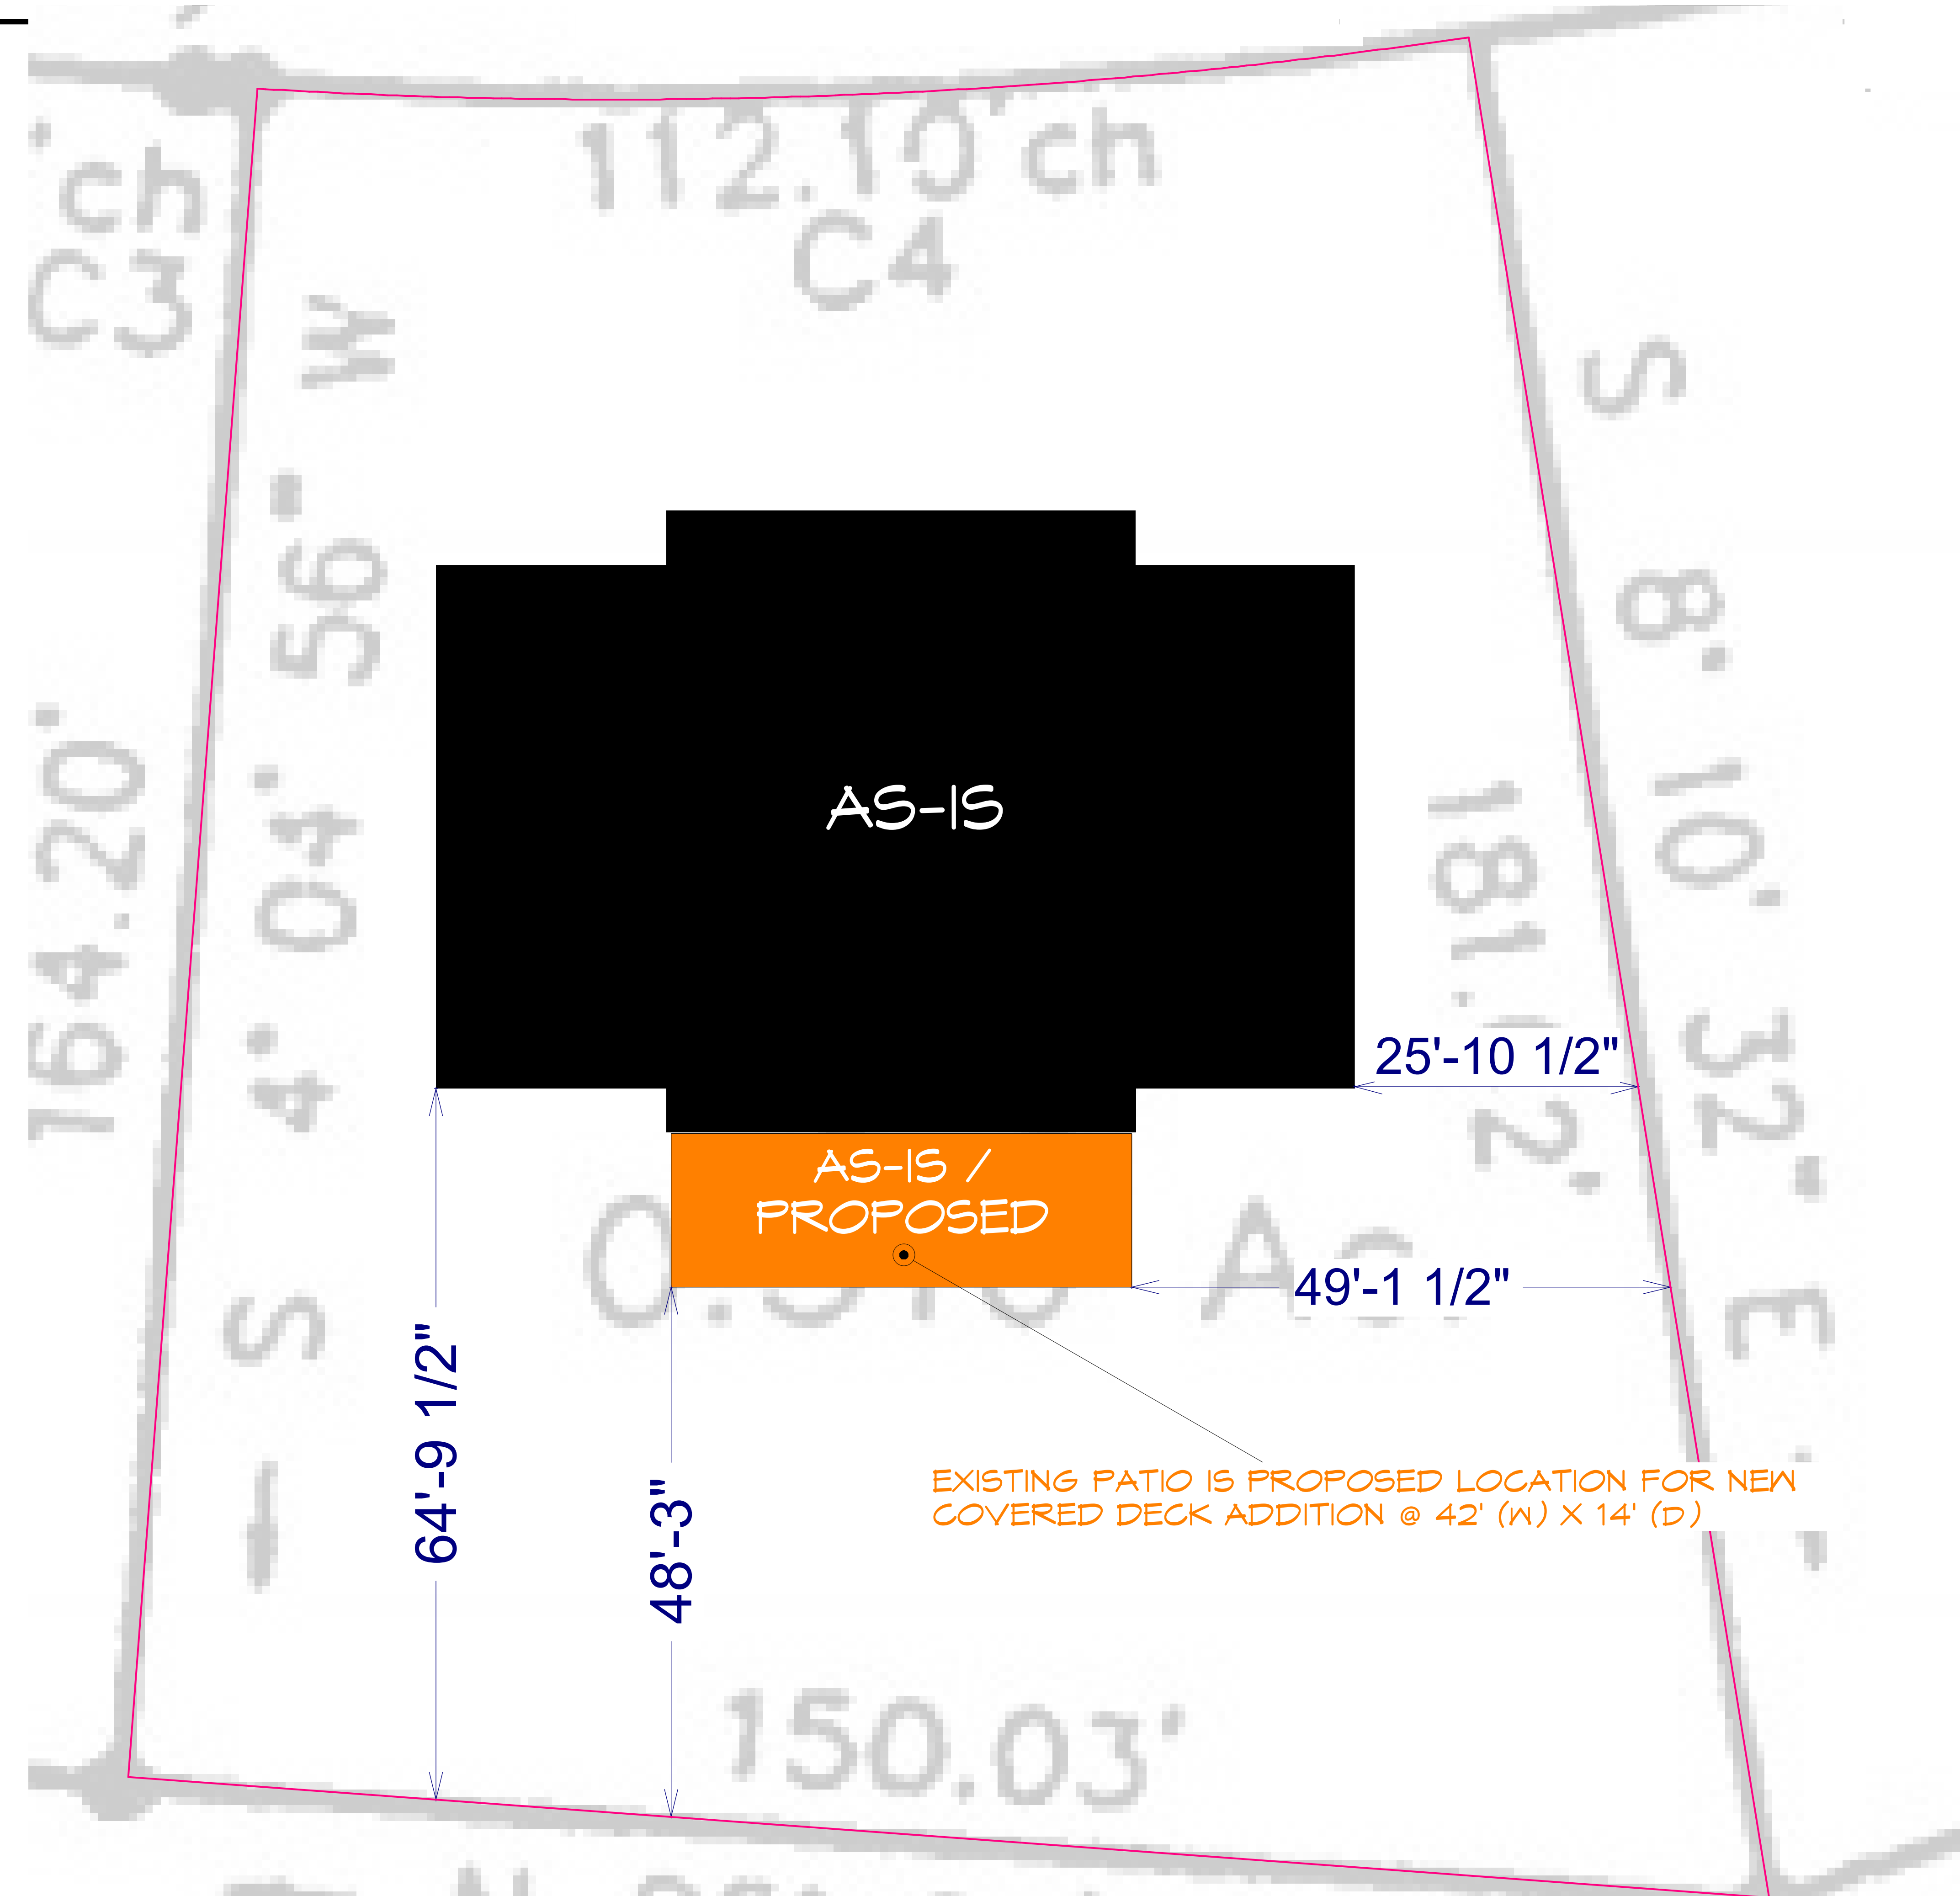 112.10'ch
C4
'ch
C3
S 4° 04' 56" W
164.20'
S 8° 10' 32" E
AS-IS
25'-10 1/2"
AS-IS /
PROPOSED
49'-1 1/2"
64'-9 1/2"
48'-3"
EXISTING PATIO IS PROPOSED LOCATION FOR NEW
COVERED DECK ADDITION @ 42' (W) X 14' (D)
150.03'